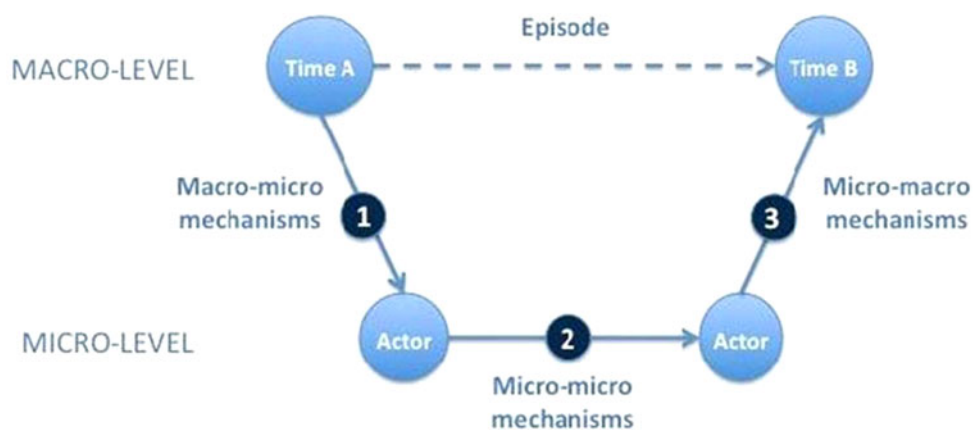 Episode
MACRO-LEVEL
Time A
Time B
Macro-micro
mechanisms
1
3
Micro-macro
mechanisms
MICRO-LEVEL
Actor
2
Actor
Micro-micro
mechanisms